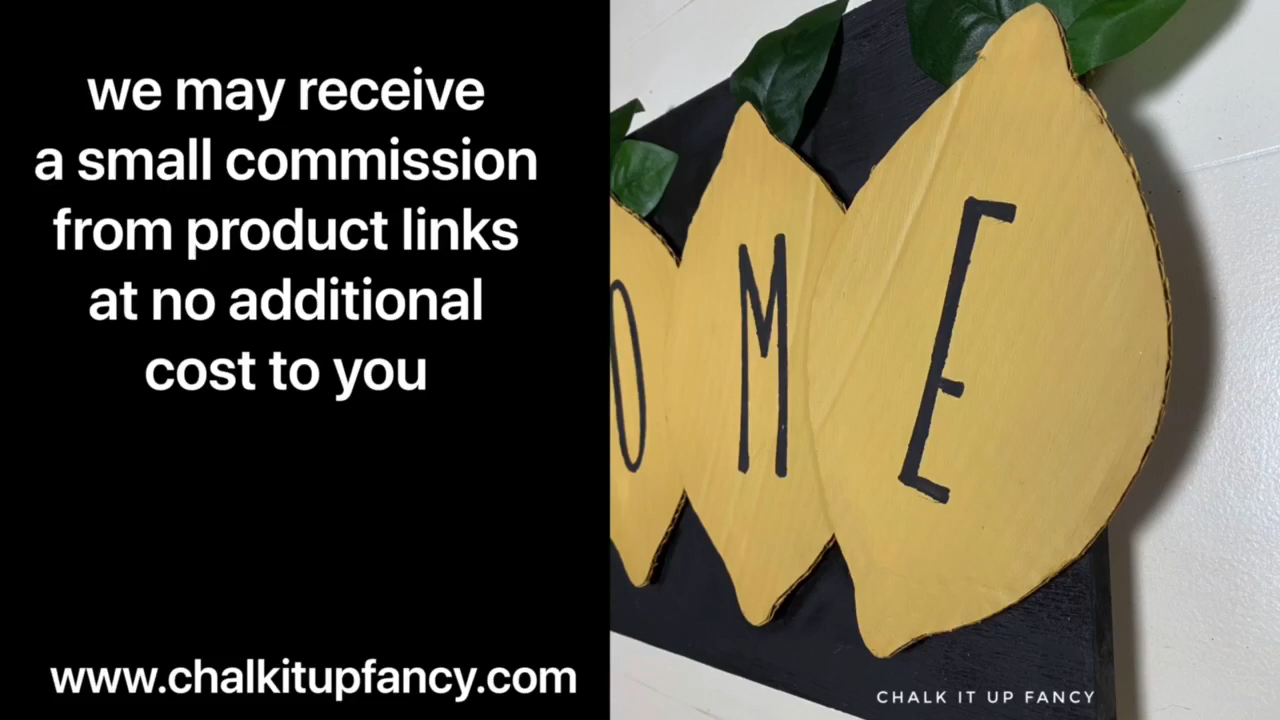 we may receive
a small commission
from product links
at no additional
cost to you
www.chalkitupfancy.com
O M E
CHALK IT UP FANCY